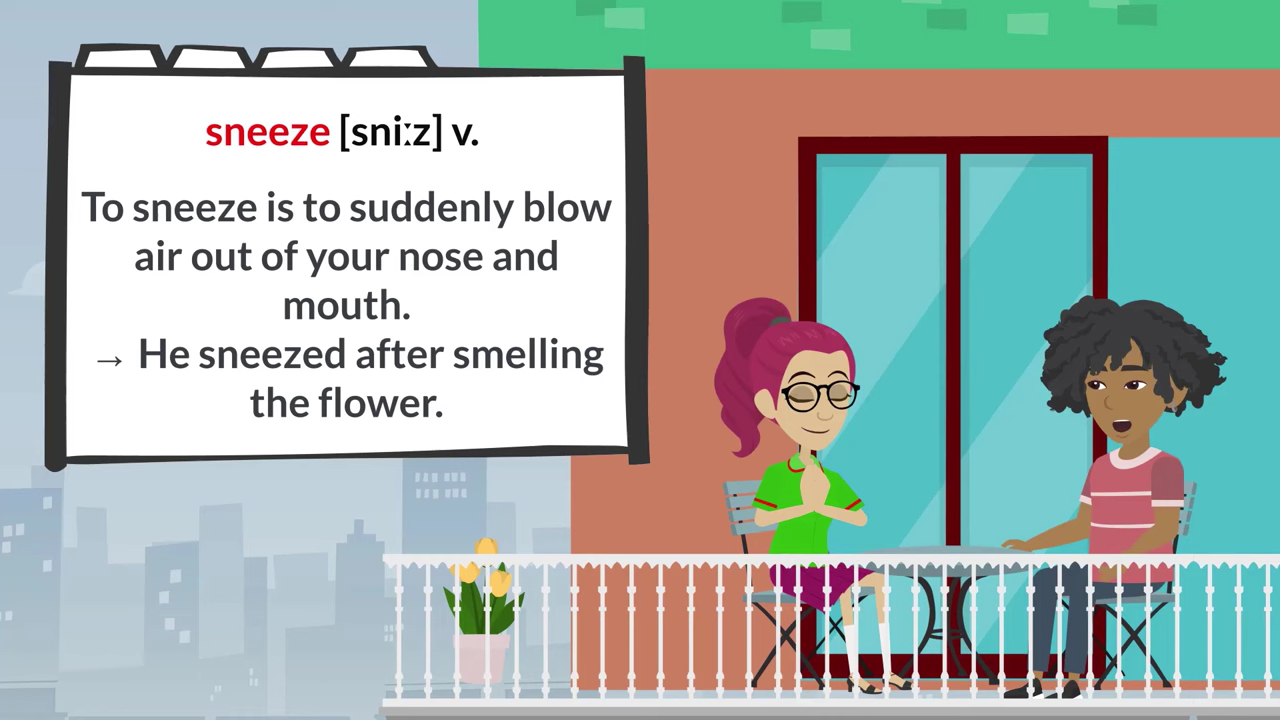 sneeze [sniːz] v.
To sneeze is to suddenly blow
air out of your nose and
mouth.
→ He sneezed after smelling
the flower.